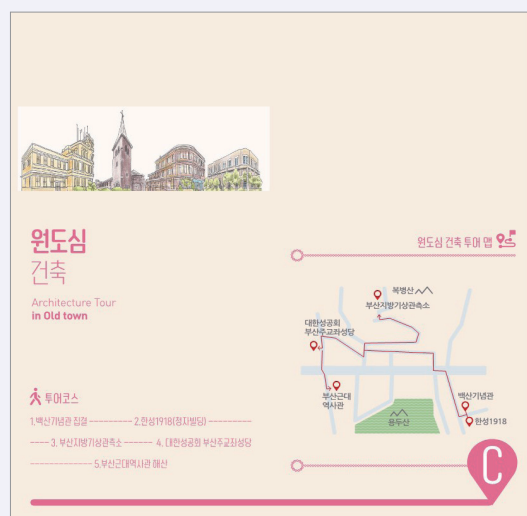 원도심
건축
Architecture Tour
in Old town
투어코스
1.백산기념관 집결 ---------- 2.한성1918(청자빌딩) ----------
---- 3. 부산지방기상관측소 ------ 4. 대한성공회 부산주교좌성당
-------------- 5.부산근대역사관 해산
원도심 건축 투어 맵
복병산
부산지방기상관측소
대한성공회
부산주교좌성당
부산근대
역사관
용두산
백산기념관
한성1918
C